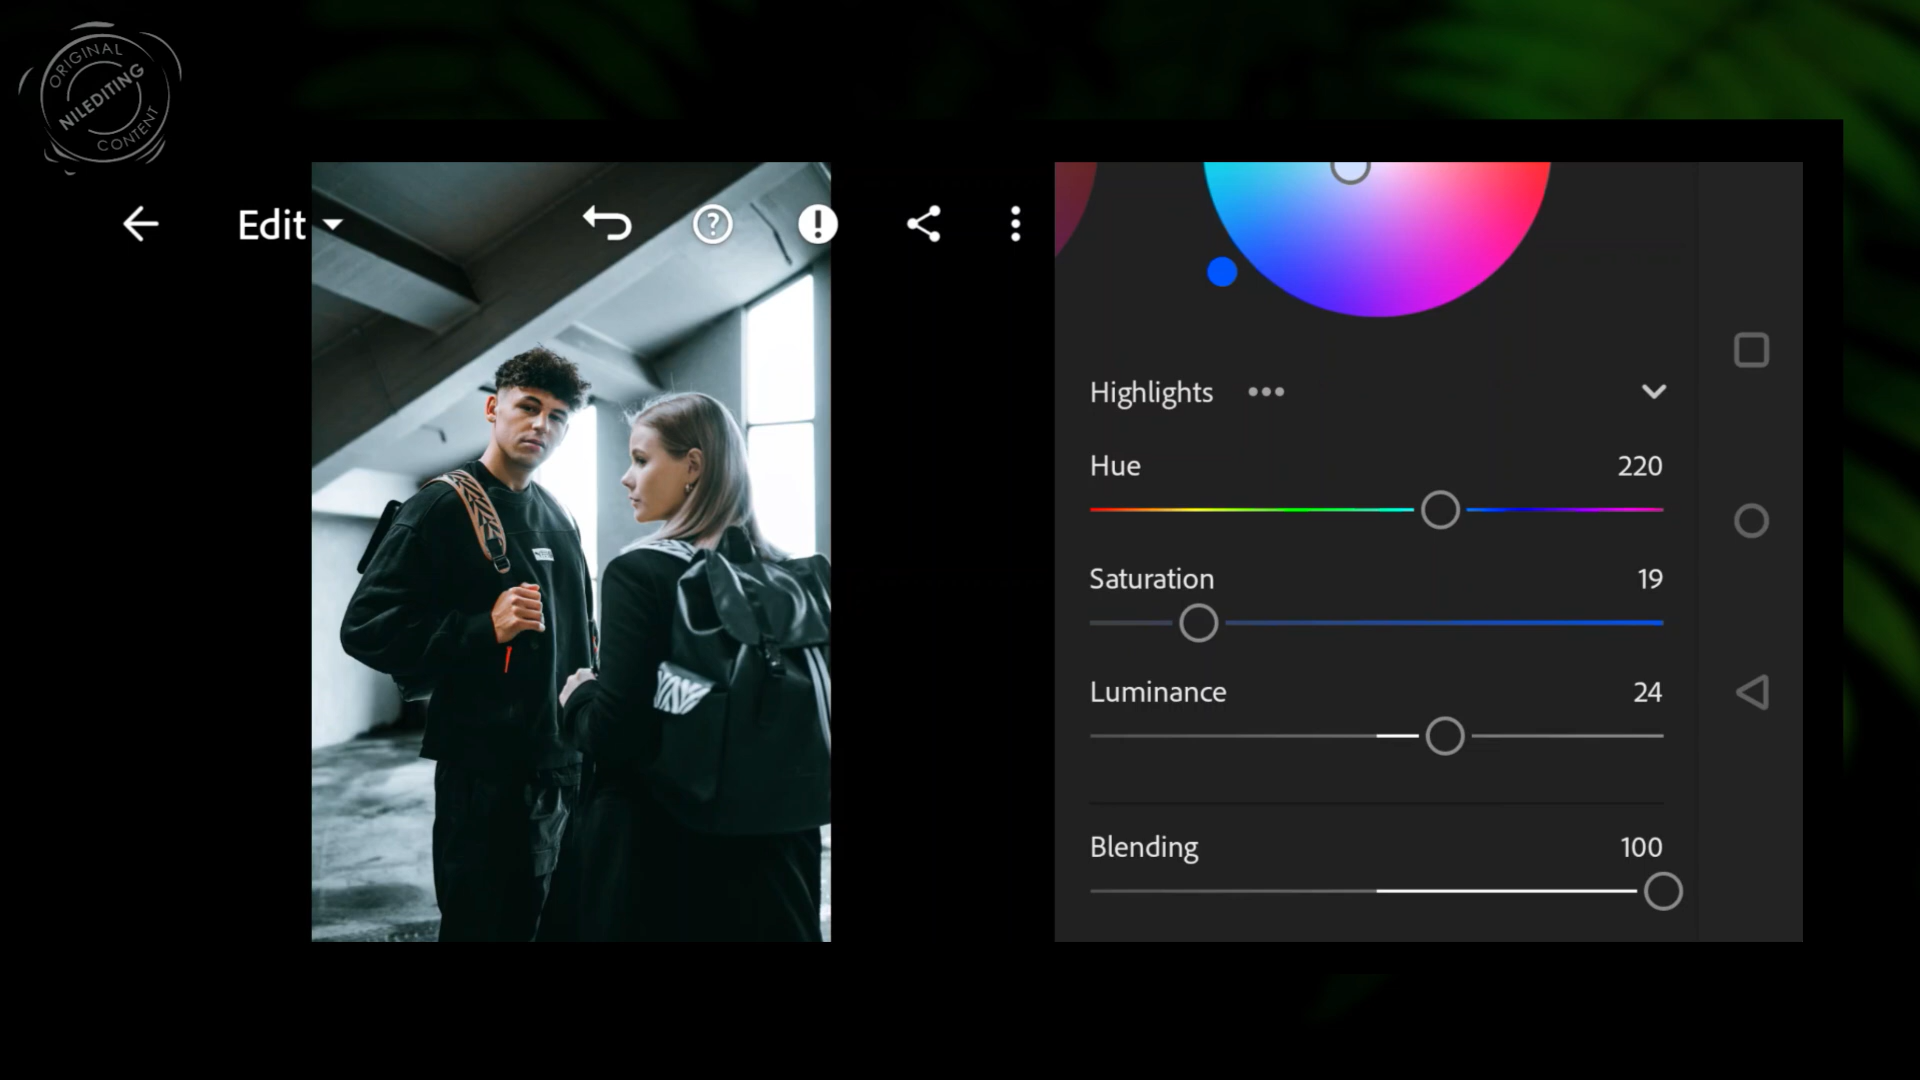 ORIGINAL
NILEDITING
CONTENT
Edit
Highlights
Hue 220
Saturation 19
Luminance 24
Blending 100